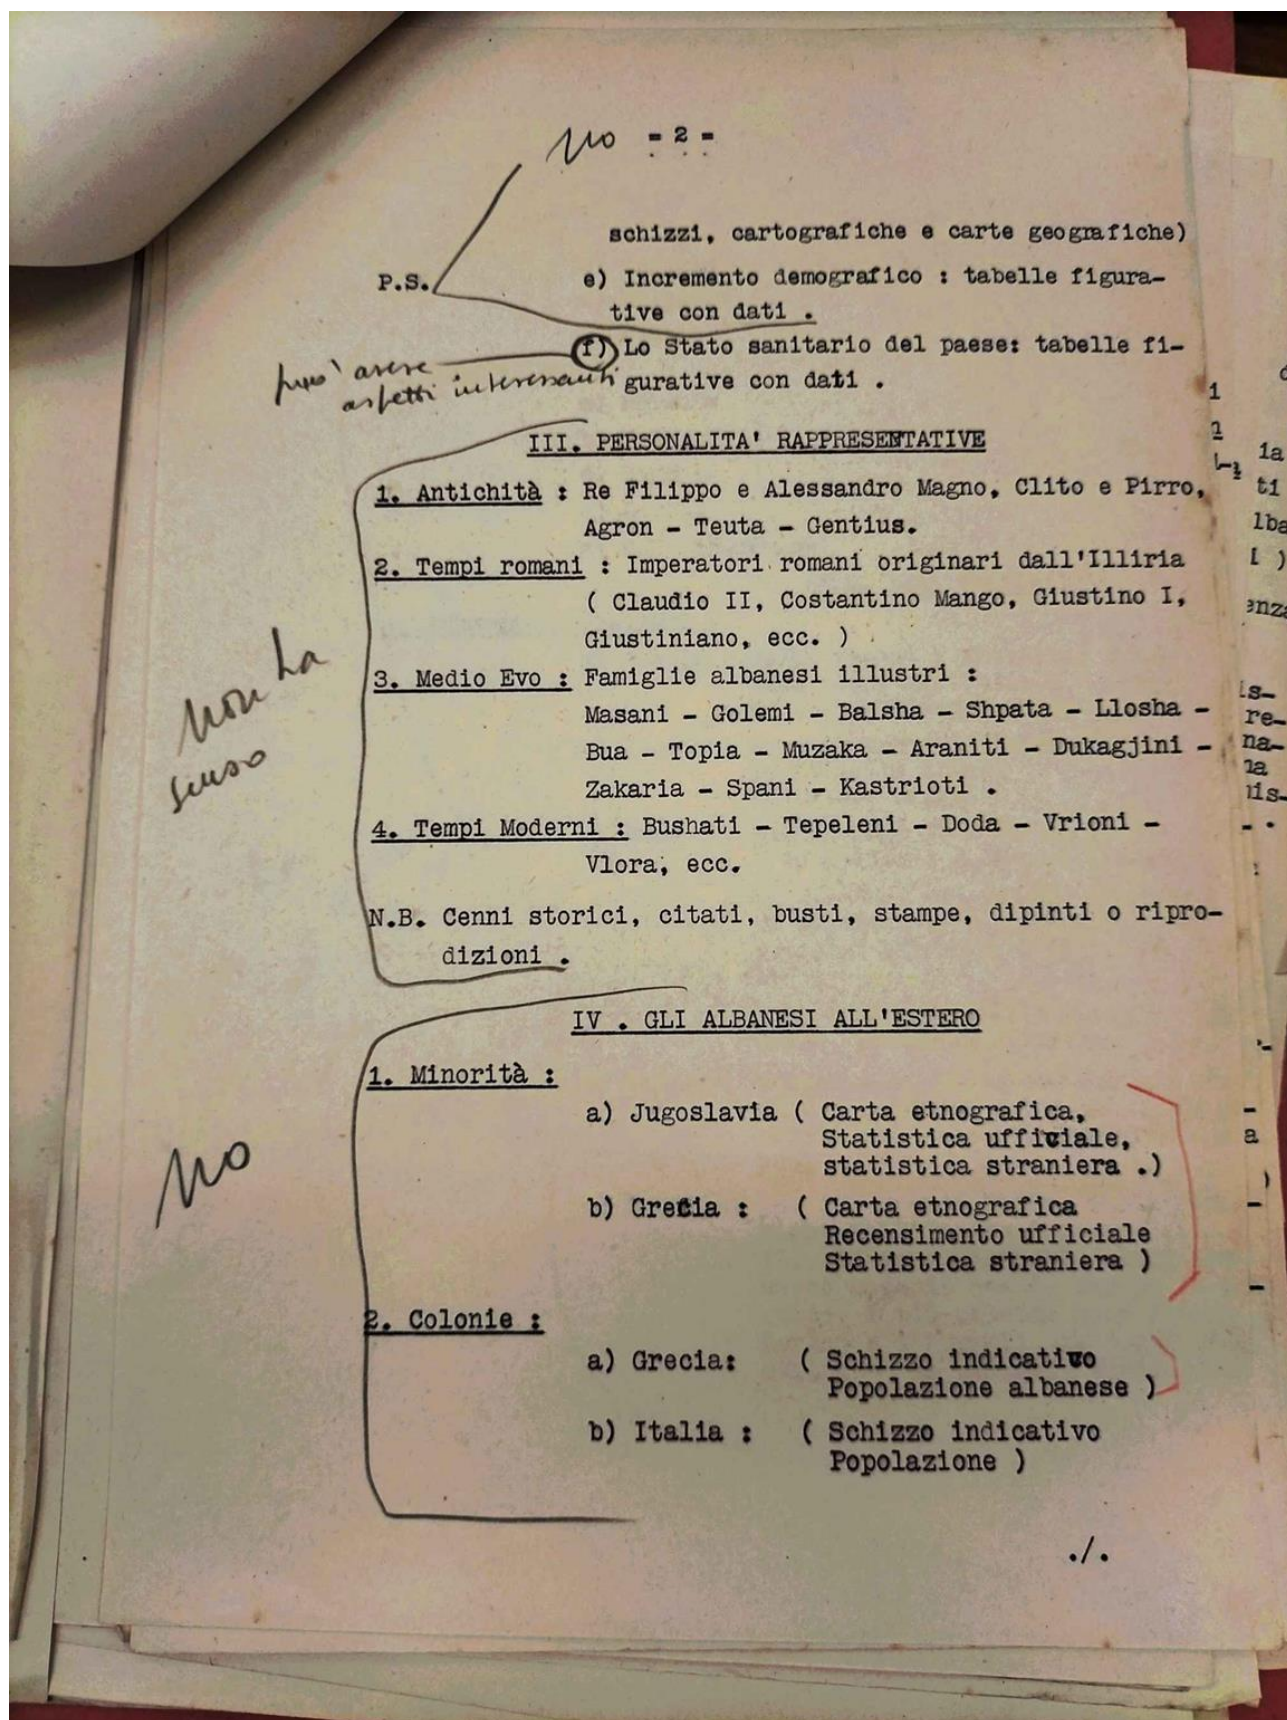 no - 2 -
schizzi, cartografiche e carte geografiche)
P.S. e) Incremento demografico : tabelle figura-
tive con dati .
f) Lo Stato sanitario del paese: tabelle fi-
può avere
aspetti interessanti gurative con dati .
III. PERSONALITA' RAPPRESENTATIVE
1. Antichità : Re Filippo e Alessandro Magno, Clito e Pirro,
Agron - Teuta - Gentius.
2. Tempi romani : Imperatori romani originari dall'Illiria
( Claudio II, Costantino Mango, Giustino I,
Giustiniano, ecc. )
non ha
senso
3. Medio Evo : Famiglie albanesi illustri :
Masani - Golemi - Balsha - Shpata - Llosha -
Bua - Topia - Muzaka - Araniti - Dukagjini -
Zakaria - Spani - Kastrioti .
4. Tempi Moderni : Bushati - Tepeleni - Doda - Vrioni -
Vlora, ecc.
N.B. Cenni storici, citati, busti, stampe, dipinti o ripro-
dizioni .
IV . GLI ALBANESI ALL'ESTERO
1. Minorità :
no
a) Jugoslavia ( Carta etnografica,
Statistica ufficiale,
statistica straniera .)
b) Grecia : ( Carta etnografica
Recensimento ufficiale
Statistica straniera )
2. Colonie :
a) Grecia: ( Schizzo indicativo
Popolazione albanese )
b) Italia : ( Schizzo indicativo
Popolazione )
./.